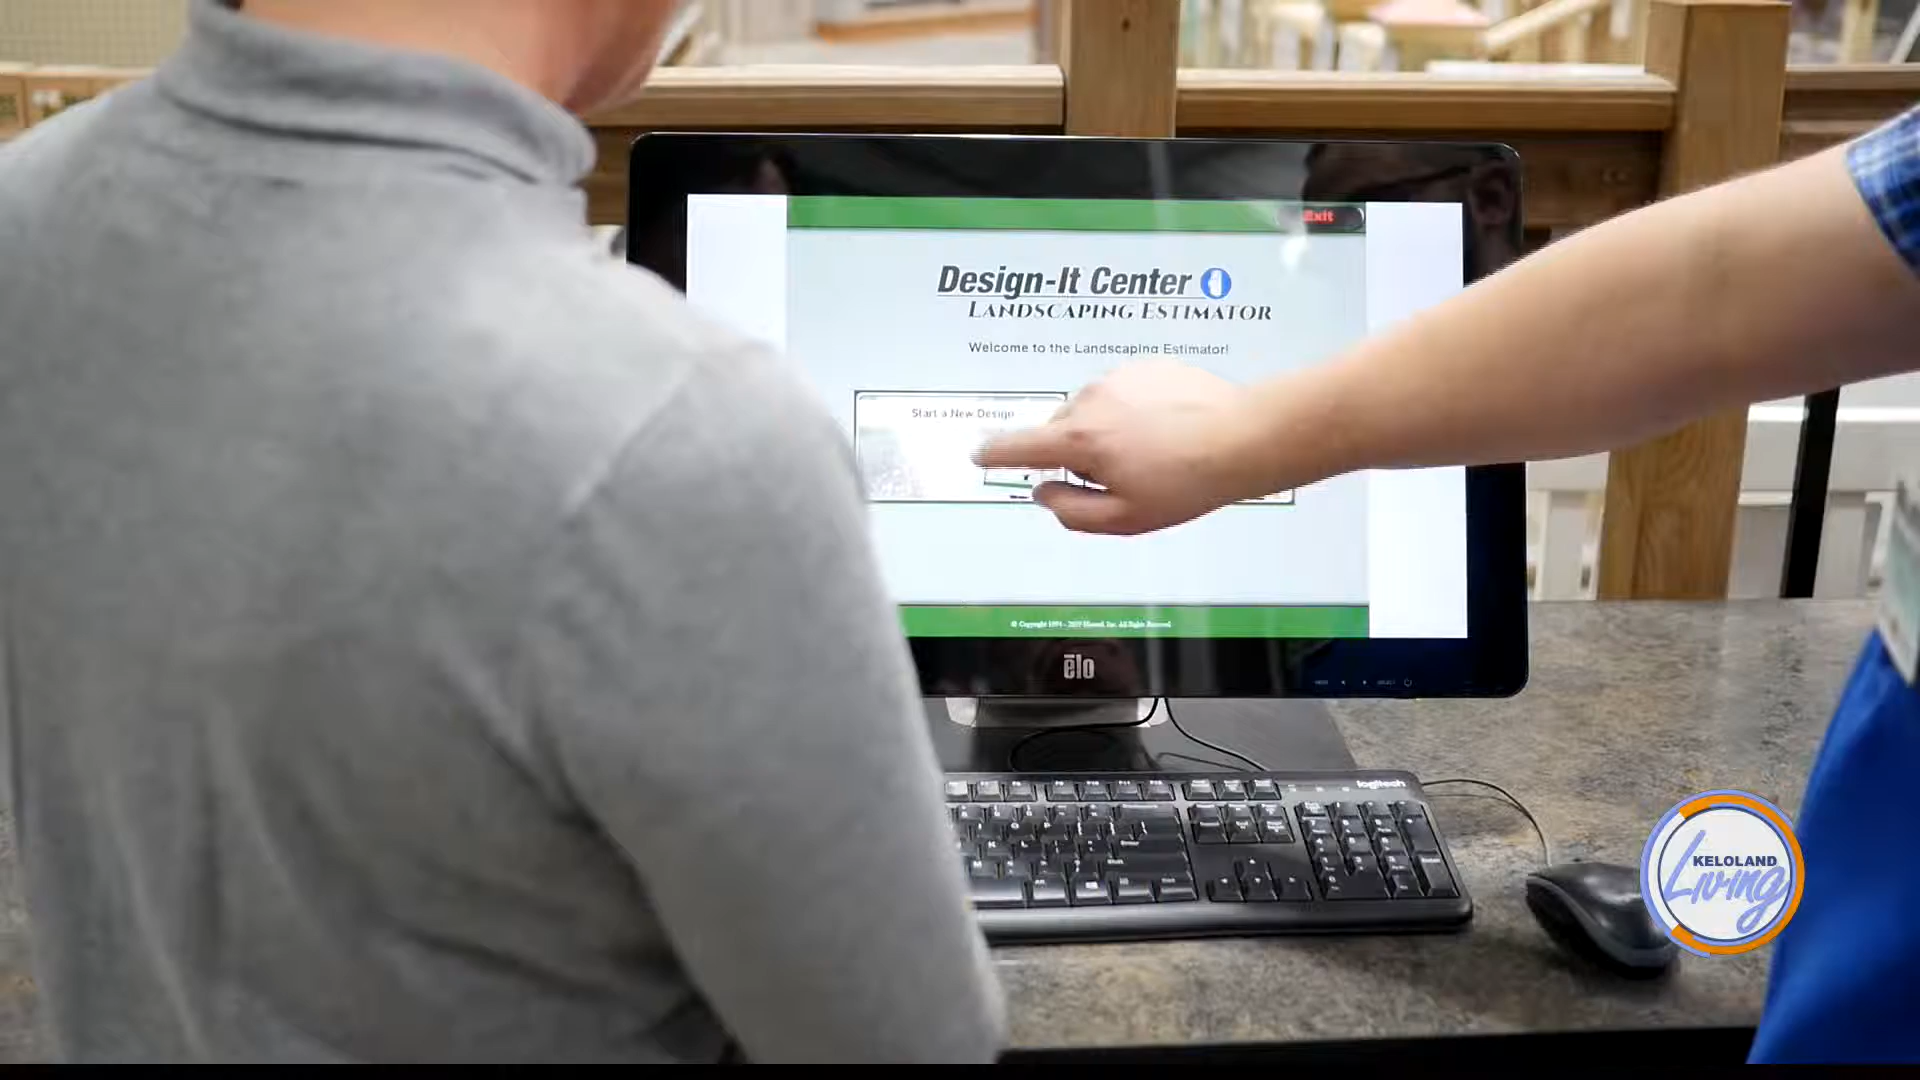 Exit
Design-It Center
LANDSCAPING ESTIMATOR
Welcome to the Landscaping Estimator!
Start a New Design
elo
logitech
KELOLAND
Living